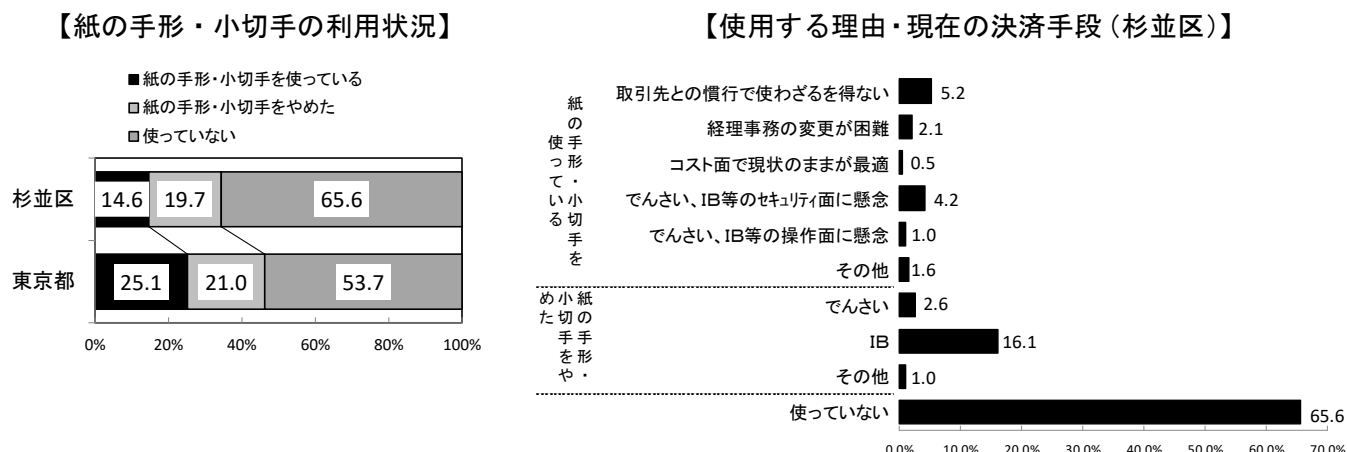 【紙の手形・小切手の利用状況】
■紙の手形・小切手を使っている
■紙の手形・小切手をやめた
■使っていない
杉並区
14.6
19.7
65.6
東京都
25.1
21.0
53.7
0%
20%
40%
60%
80%
100%
【使用する理由・現在の決済手段（杉並区）】
紙の手形・小切手を使っている
取引先との慣行で使わざるを得ない
5.2
経理事務の変更が困難
2.1
コスト面で現状のままが最適
0.5
でんさい、IB等のセキュリティ面に懸念
4.2
でんさい、IB等の操作面に懸念
1.0
その他
1.6
紙の手形・小切手をやめた
でんさい
2.6
IB
16.1
その他
1.0
使っていない
65.6
0.0%
10.0%
20.0%
30.0%
40.0%
50.0%
60.0%
70.0%